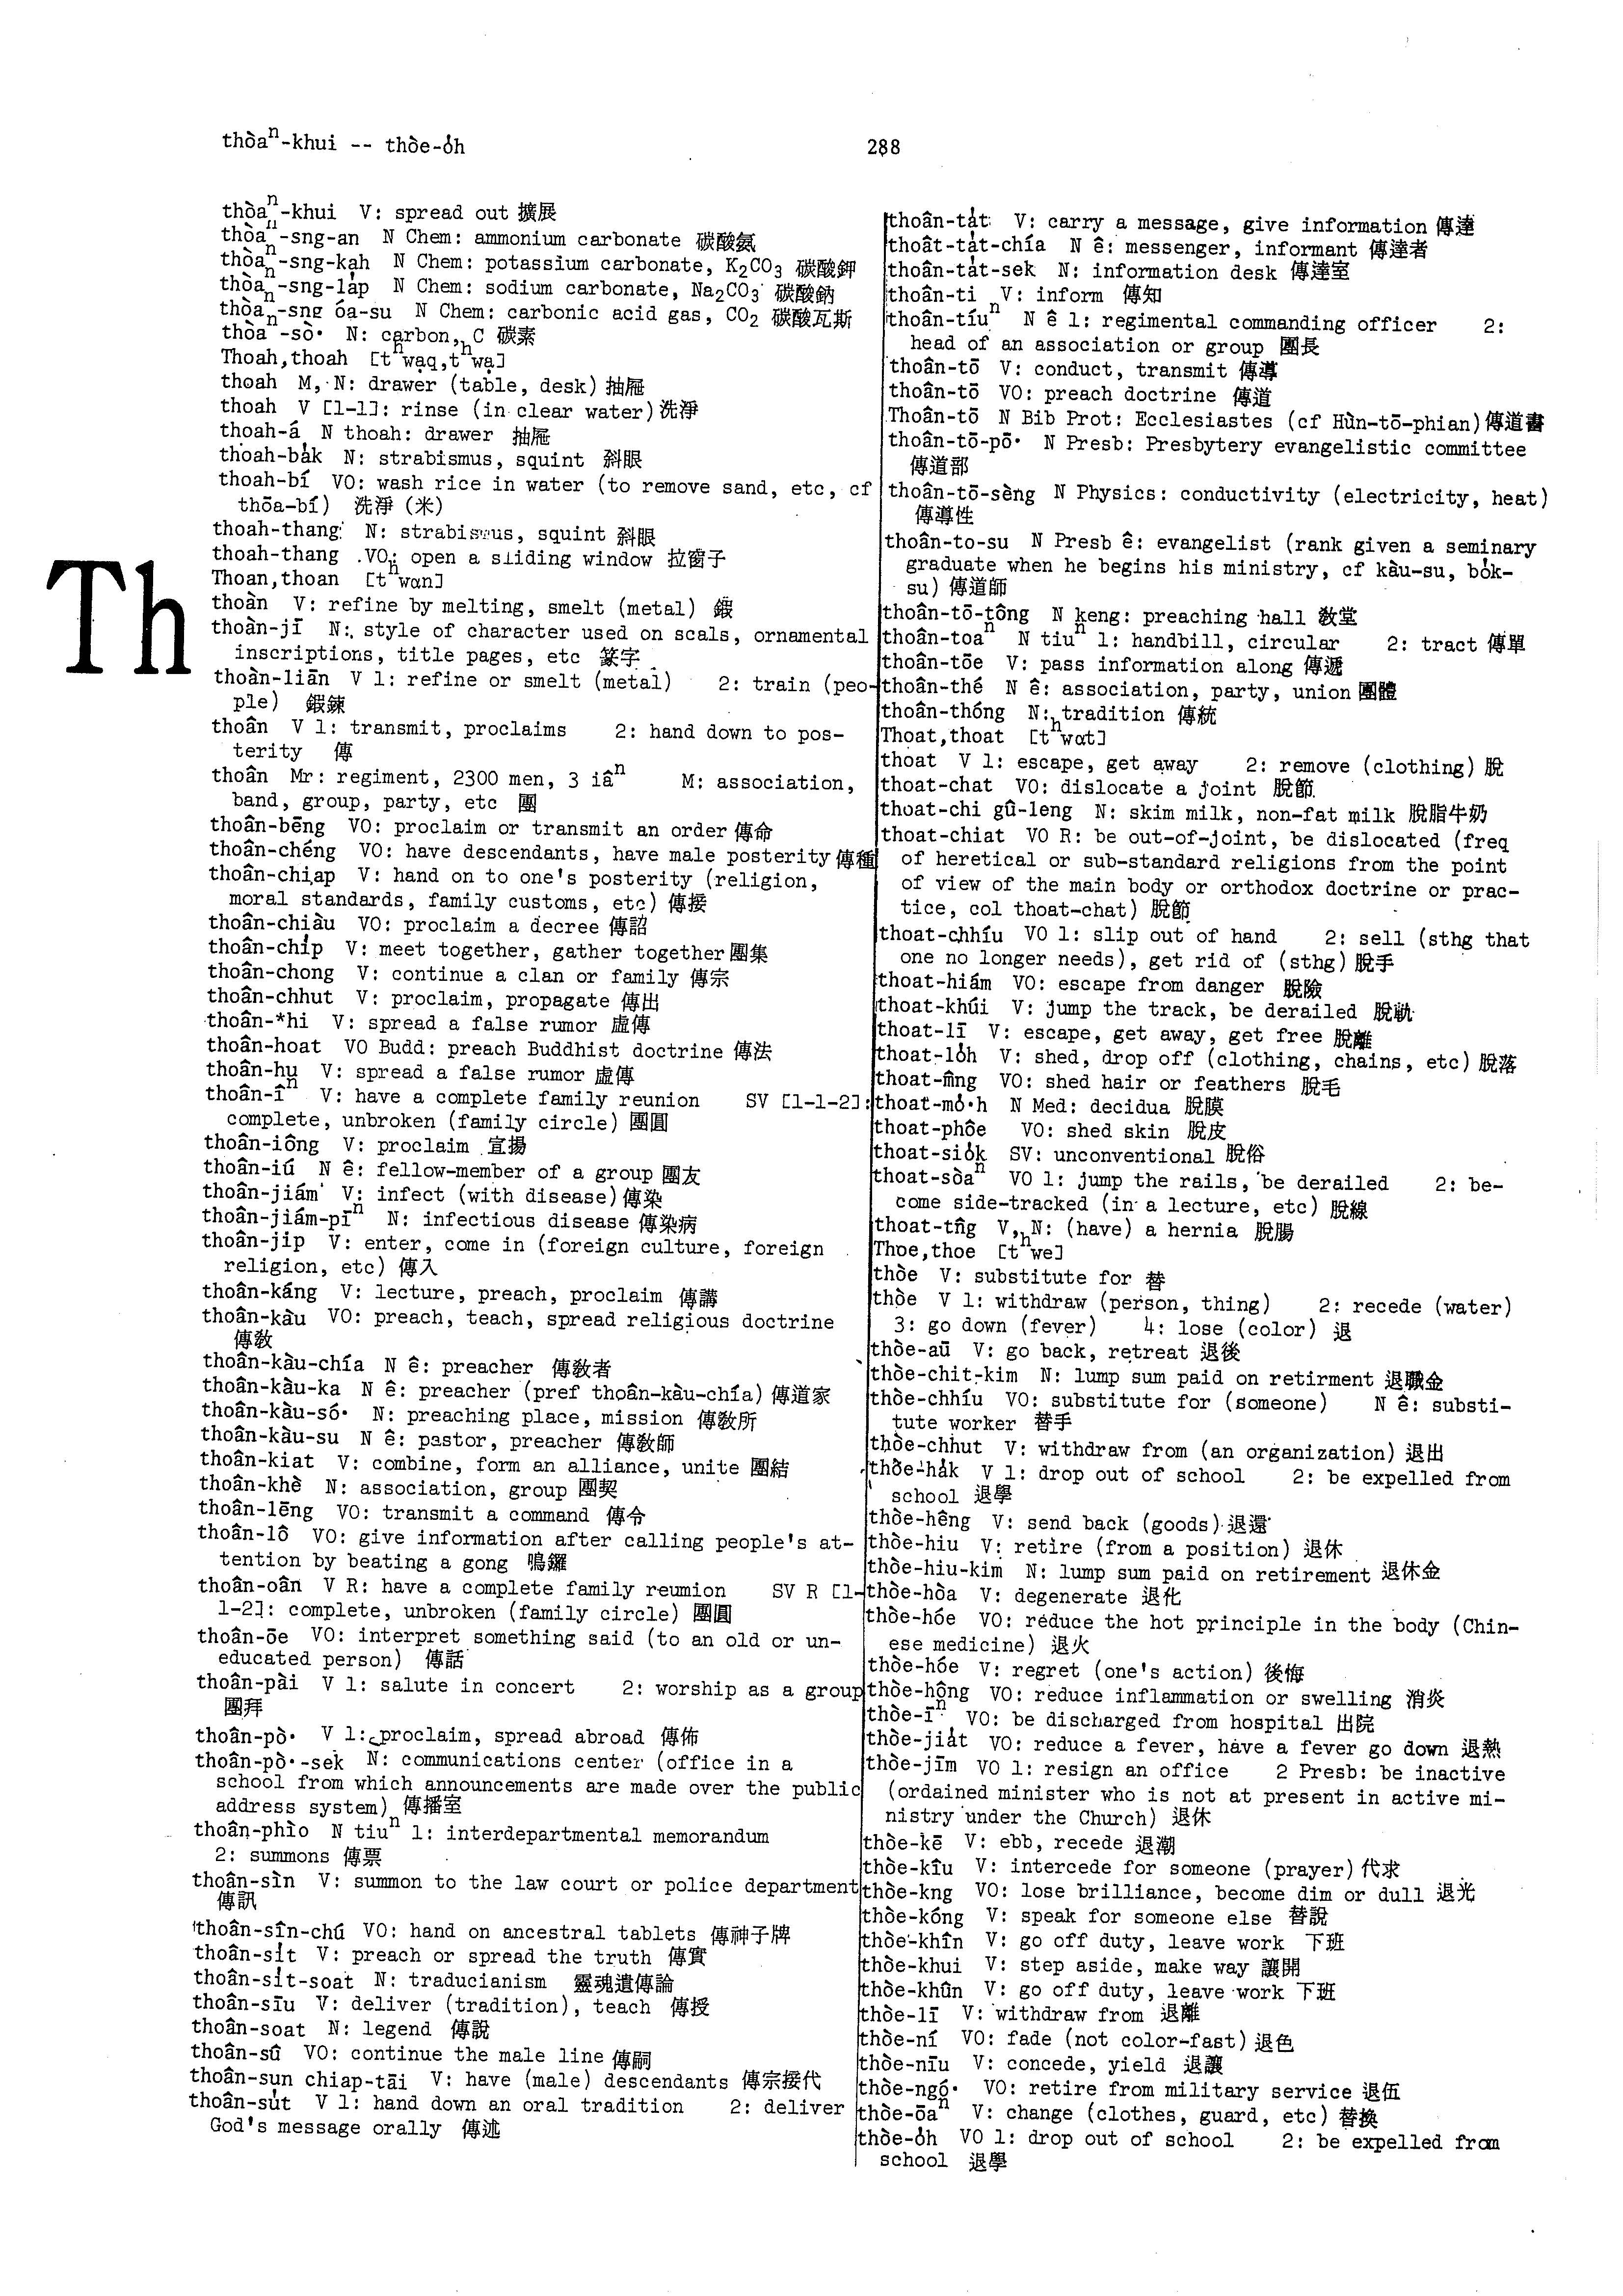 thòaⁿ-khui -- thòe-o̍h
288
Th
thòaⁿ-khui V: spread out 擴展
thòaⁿ-sng-an N Chem: ammonium carbonate 碳酸氨
thòaⁿ-sng-kah N Chem: potassium carbonate, K₂CO₃ 碳酸鉀
thòaⁿ-sng-la̍p N Chem: sodium carbonate, Na₂CO₃ 碳酸鈉
thòaⁿ-sng óa-su N Chem: carbonic acid gas, CO₂ 碳酸瓦斯
thòaⁿ-sò· N: carbon, C 碳素
Thoah,thoah [tʰwaq,tʰwa̤]
thoah M, N: drawer (table, desk) 抽屜
thoah V [1-1]: rinse (in clear water) 洗淨
thoah-á N thoah: drawer 抽屜
thoah-ba̍k N: strabismus, squint 斜眼
thoah-bí VO: wash rice in water (to remove sand, etc, cf
thōa-bí) 洗淨 (米)
thoah-thang N: strabismus, squint 斜眼
thoah-thang VO: open a sliding window 拉窗子
Thoan,thoan [tʰwɑn]
thoàn V: refine by melting, smelt (metal) 鍛
thoàn-jī N: style of character used on scals, ornamental
inscriptions, title pages, etc 篆字
thoàn-liān V 1: refine or smelt (metal) 2: train (peo-
ple) 鍛鍊
thoân V 1: transmit, proclaims 2: hand down to pos-
terity 傳
thoân Mr: regiment, 2300 men, 3 iâⁿ M: association,
band, group, party, etc 團
thoân-bēng VO: proclaim or transmit an order 傳命
thoân-chéng VO: have descendants, have male posterity 傳種
thoân-chiap V: hand on to one's posterity (religion,
moral standards, family customs, etc) 傳接
thoân-chiàu VO: proclaim a decree 傳詔
thoân-chi̍p V: meet together, gather together 團集
thoân-chong V: continue a clan or family 傳宗
thoân-chhut V: proclaim, propagate 傳出
thoân-*hi V: spread a false rumor 虛傳
thoân-hoat VO Budd: preach Buddhist doctrine 傳法
thoân-hu V: spread a false rumor 虛傳
thoân-îⁿ V: have a complete family reunion SV [1-1-2]:
complete, unbroken (family circle) 團圓
thoân-iông V: proclaim 宣揚
thoân-iú N ê: fellow-member of a group 團友
thoân-jiám V: infect (with disease) 傳染
thoân-jiám-pīⁿ N: infectious disease 傳染病
thoân-jip V: enter, come in (foreign culture, foreign
religion, etc) 傳入
thoân-káng V: lecture, preach, proclaim 傳講
thoân-kàu VO: preach, teach, spread religious doctrine
傳敎
thoân-kàu-chía N ê: preacher 傳敎者
thoân-kàu-ka N ê: preacher (pref thoân-kàu-chía) 傳道家
thoân-kàu-só· N: preaching place, mission 傳敎所
thoân-kàu-su N ê: pastor, preacher 傳敎師
thoân-kiat V: combine, form an alliance, unite 團結
thoân-khè N: association, group 團契
thoân-lēng VO: transmit a command 傳令
thoân-lô VO: give information after calling people's at-
tention by beating a gong 鳴鑼
thoân-oân V R: have a complete family reunion SV R [1-
1-2]: complete, unbroken (family circle) 團圓
thoân-ōe VO: interpret something said (to an old or un-
educated person) 傳話
thoân-pài V 1: salute in concert 2: worship as a group
團拜
thoân-pò· V 1: proclaim, spread abroad 傳佈
thoân-pò·-sek N: communications center (office in a
school from which announcements are made over the public
address system) 傳播室
thoân-phìo N tiuⁿ 1: interdepartmental memorandum
2: summons 傳票
thoân-sìn V: summon to the law court or police department
傳訊
thoân-sîn-chú VO: hand on ancestral tablets 傳神子牌
thoân-si̍t V: preach or spread the truth 傳實
thoân-si̍t-soat N: traducianism 靈魂遺傳論
thoân-sīu V: deliver (tradition), teach 傳授
thoân-soat N: legend 傳說
thoân-sû VO: continue the male line 傳嗣
thoân-sun chiap-tāi V: have (male) descendants 傳宗接代
thoân-su̍t V 1: hand down an oral tradition 2: deliver
God's message orally 傳述
thoân-ta̍t V: carry a message, give information 傳達
thoât-ta̍t-chía N ê: messenger, informant 傳達者
thoân-ta̍t-sek N: information desk 傳達室
thoân-ti V: inform 傳知
thoân-tíuⁿ N ê 1: regimental commanding officer 2:
head of an association or group 團長
thoân-tō V: conduct, transmit 傳導
thoân-tō VO: preach doctrine 傳道
Thoân-tō N Bib Prot: Ecclesiastes (cf Hùn-tō-phian) 傳道書
thoân-tō-pō· N Presb: Presbytery evangelistic committee
傳道部
thoân-tō-sèng N Physics: conductivity (electricity, heat)
傳導性
thoân-to-su N Presb ê: evangelist (rank given a seminary
graduate when he begins his ministry, cf kàu-su, bo̍k-
su) 傳道師
thoân-tō-tông N keng: preaching hall 敎堂
thoân-toaⁿ N tiuⁿ 1: handbill, circular 2: tract 傳單
thoân-tōe V: pass information along 傳遞
thoân-thé N ê: association, party, union 團體
thoân-thóng N: tradition 傳統
Thoat,thoat [tʰwɑt]
thoat V 1: escape, get away 2: remove (clothing) 脫
thoat-chat VO: dislocate a joint 脫節
thoat-chi gû-leng N: skim milk, non-fat milk 脫脂牛奶
thoat-chiat VO R: be out-of-joint, be dislocated (freq
of heretical or sub-standard religions from the point
of view of the main body or orthodox doctrine or prac-
tice, col thoat-chat) 脫節
thoat-chhíu VO 1: slip out of hand 2: sell (sthg that
one no longer needs), get rid of (sthg) 脫手
thoat-hiám VO: escape from danger 脫險
thoat-khúi V: jump the track, be derailed 脫軌
thoat-lī V: escape, get away, get free 脫離
thoat-lo̍h V: shed, drop off (clothing, chains, etc) 脫落
thoat-mn̂g VO: shed hair or feathers 脫毛
thoat-mo̍·h N Med: decidua 脫膜
thoat-phôe VO: shed skin 脫皮
thoat-sio̍k SV: unconventional 脫俗
thoat-sòaⁿ VO 1: jump the rails, be derailed 2: be-
come side-tracked (in a lecture, etc) 脫線
thoat-tn̂g V, N: (have) a hernia 脫腸
Thoe,thoe [tʰwe]
thòe V: substitute for 替
thòe V 1: withdraw (person, thing) 2: recede (water)
3: go down (fever) 4: lose (color) 退
thòe-aū V: go back, retreat 退後
thòe-chit-kim N: lump sum paid on retirment 退職金
thòe-chhíu VO: substitute for (someone) N ê: substi-
tute worker 替手
thòe-chhut V: withdraw from (an organization) 退出
thòe-ha̍k V 1: drop out of school 2: be expelled from
school 退學
thòe-hêng V: send back (goods) 退還
thòe-hiu V: retire (from a position) 退休
thòe-hiu-kim N: lump sum paid on retirement 退休金
thòe-hòa V: degenerate 退化
thòe-hóe VO: reduce the hot principle in the body (Chin-
ese medicine) 退火
thòe-hóe V: regret (one's action) 後悔
thòe-hông VO: reduce inflammation or swelling 消炎
thòe-īⁿ VO: be discharged from hospital 出院
thòe-jia̍t VO: reduce a fever, have a fever go down 退熱
thòe-jīm VO 1: resign an office 2 Presb: be inactive
(ordained minister who is not at present in active mi-
nistry under the Church) 退休
thòe-kē V: ebb, recede 退潮
thòe-kîu V: intercede for someone (prayer) 代求
thòe-kng VO: lose brilliance, become dim or dull 退光
thòe-kóng V: speak for someone else 替說
thòe-khîn V: go off duty, leave work 下班
thòe-khui V: step aside, make way 讓開
thòe-khûn V: go off duty, leave work 下班
thòe-lī V: withdraw from 退離
thòe-ní VO: fade (not color-fast) 退色
thòe-nīu V: concede, yield 退讓
thòe-ngó· VO: retire from military service 退伍
thòe-ōaⁿ V: change (clothes, guard, etc) 替換
thòe-o̍h VO 1: drop out of school 2: be expelled from
school 退學